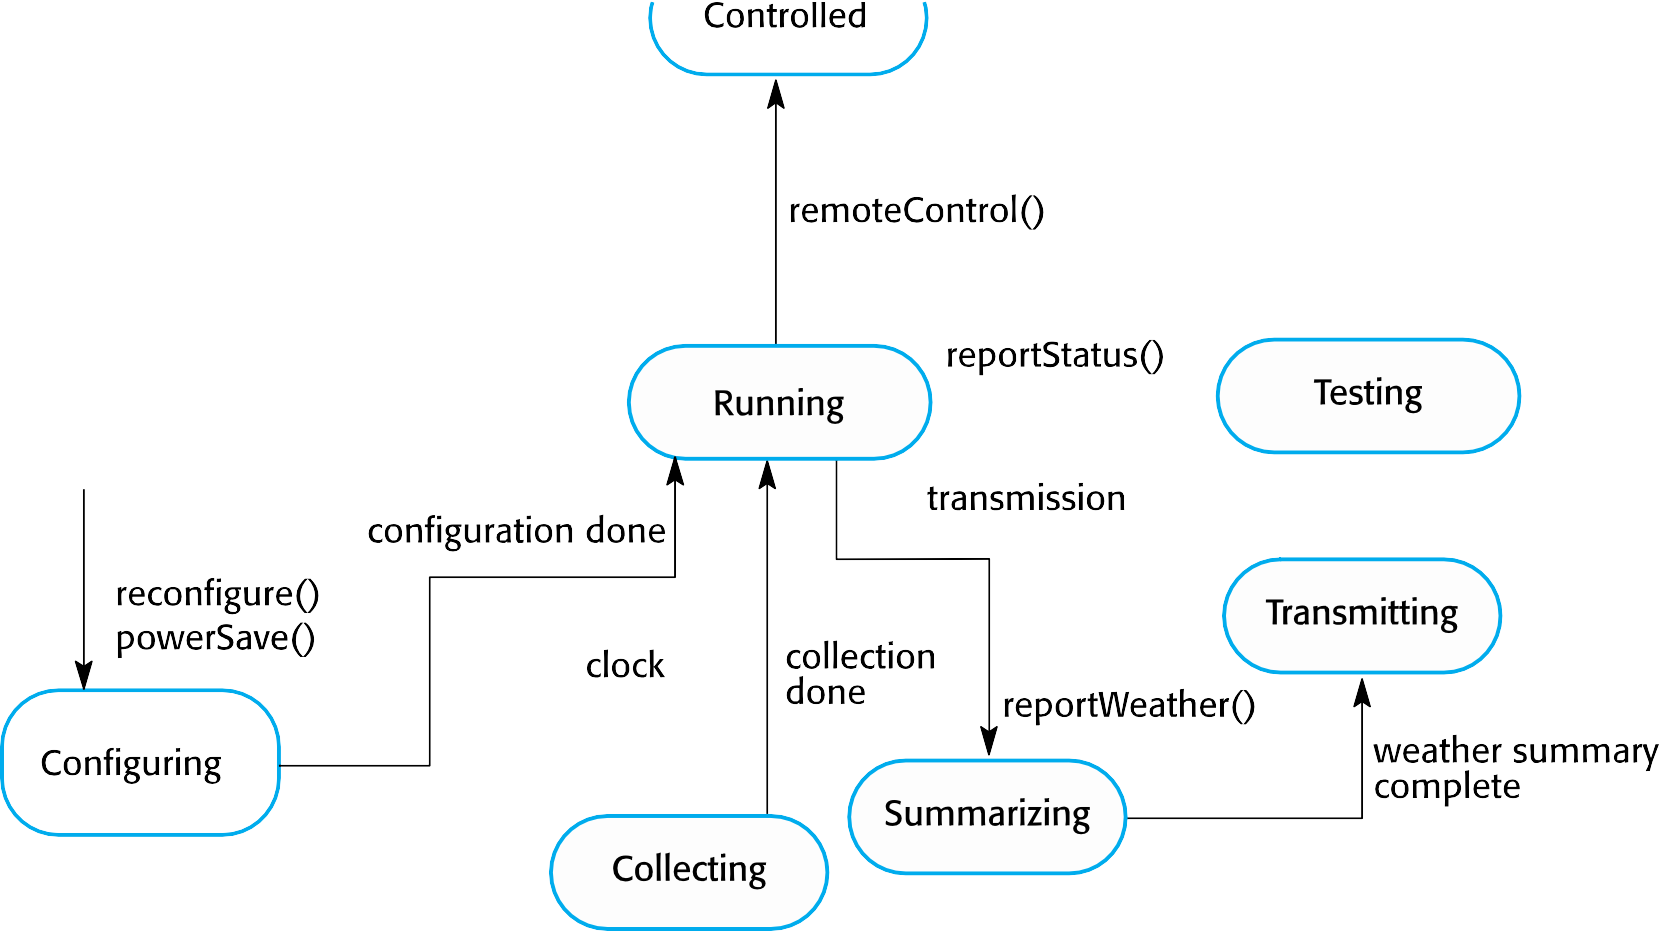 Controlled
remoteControl()
reportStatus()
Running
Testing
transmission
configuration done
reconfigure()
powerSave()
clock
collection
done
Transmitting
reportWeather()
Configuring
weather summary
complete
Summarizing
Collecting